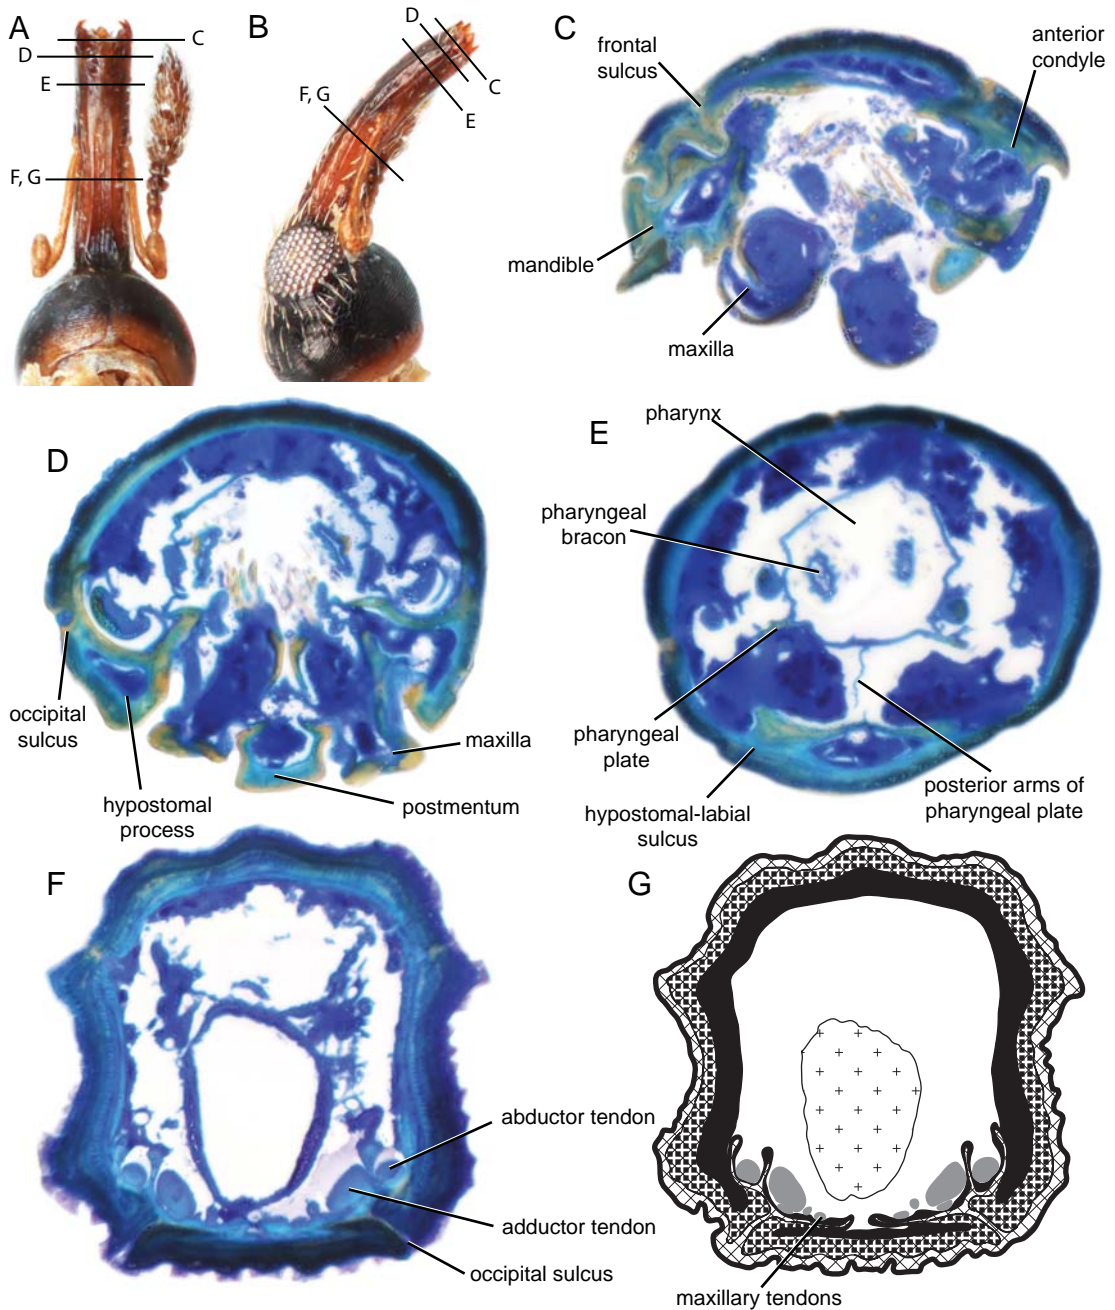 A
C
D
E
F, G
B
D
C
E
F, G
C
frontal
sulcus
anterior
condyle
mandible
maxilla
D
occipital
sulcus
hypostomal
process
maxilla
postmentum
E
pharynx
pharyngeal
bracon
pharyngeal
plate
hypostomal-labial
sulcus
posterior arms of
pharyngeal plate
F
abductor tendon
adductor tendon
occipital sulcus
G
maxillary tendons